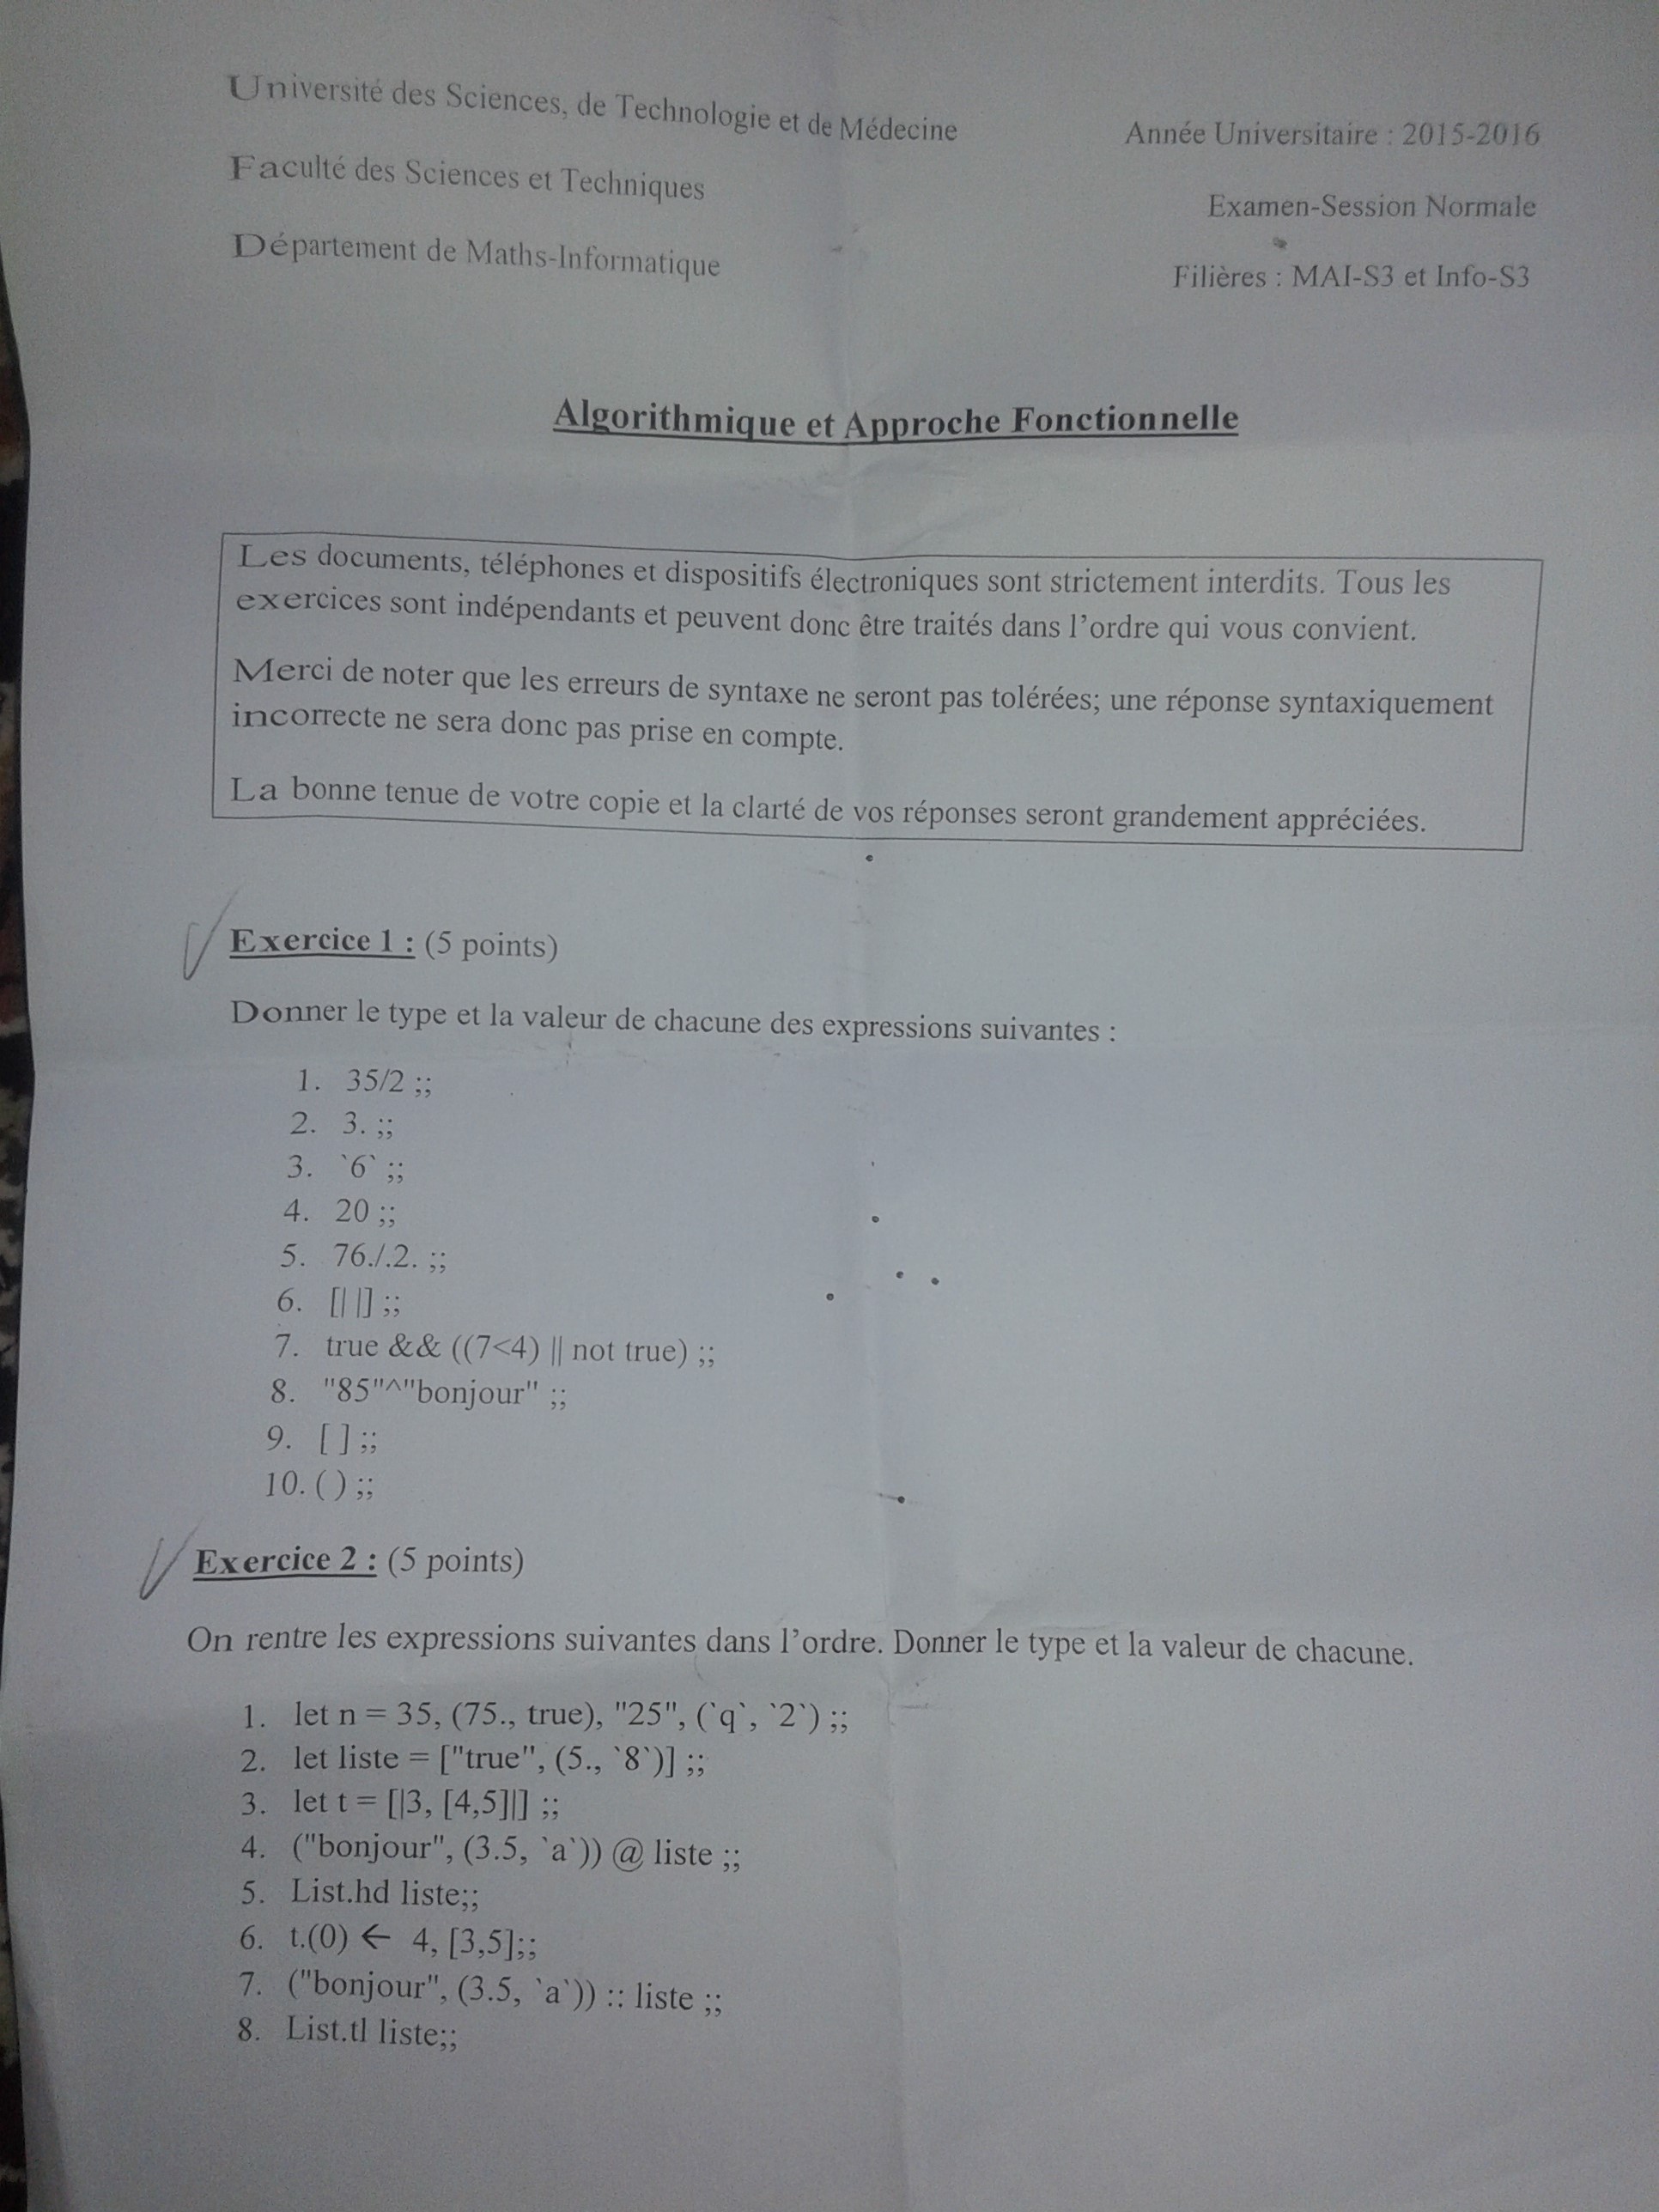 Université des Sciences, de Technologie et de Médecine
Année Universitaire : 2015-2016
Faculté des Sciences et Techniques
Examen-Session Normale
Département de Maths-Informatique
Filières : MAI-S3 et Info-S3
Algorithmique et Approche Fonctionnelle
Les documents, téléphones et dispositifs électroniques sont strictement interdits. Tous les
exercices sont indépendants et peuvent donc être traités dans l'ordre qui vous convient.
Merci de noter que les erreurs de syntaxe ne seront pas tolérées; une réponse syntaxiquement
incorrecte ne sera donc pas prise en compte.
La bonne tenue de votre copie et la clarté de vos réponses seront grandement appréciées.
Exercice 1 : (5 points)
Donner le type et la valeur de chacune des expressions suivantes :
1. 35/2 ;;
2. 3. ;;
3. `6` ;;
4. 20 ;;
5. 76./.2. ;;
6. [| |] ;;
7. true && ((7<4) || not true) ;;
8. "85"^"bonjour" ;;
9. [ ] ;;
10. ( ) ;;
Exercice 2 : (5 points)
On rentre les expressions suivantes dans l'ordre. Donner le type et la valeur de chacune.
1. let n = 35, (75., true), "25", (`q`, `2`) ;;
2. let liste = ["true", (5., `8`)] ;;
3. let t = [|3, [4,5]|] ;;
4. ("bonjour", (3.5, `a`)) @ liste ;;
5. List.hd liste;;
6. t.(0) ← 4, [3,5];;
7. ("bonjour", (3.5, `a`)) :: liste ;;
8. List.tl liste;;